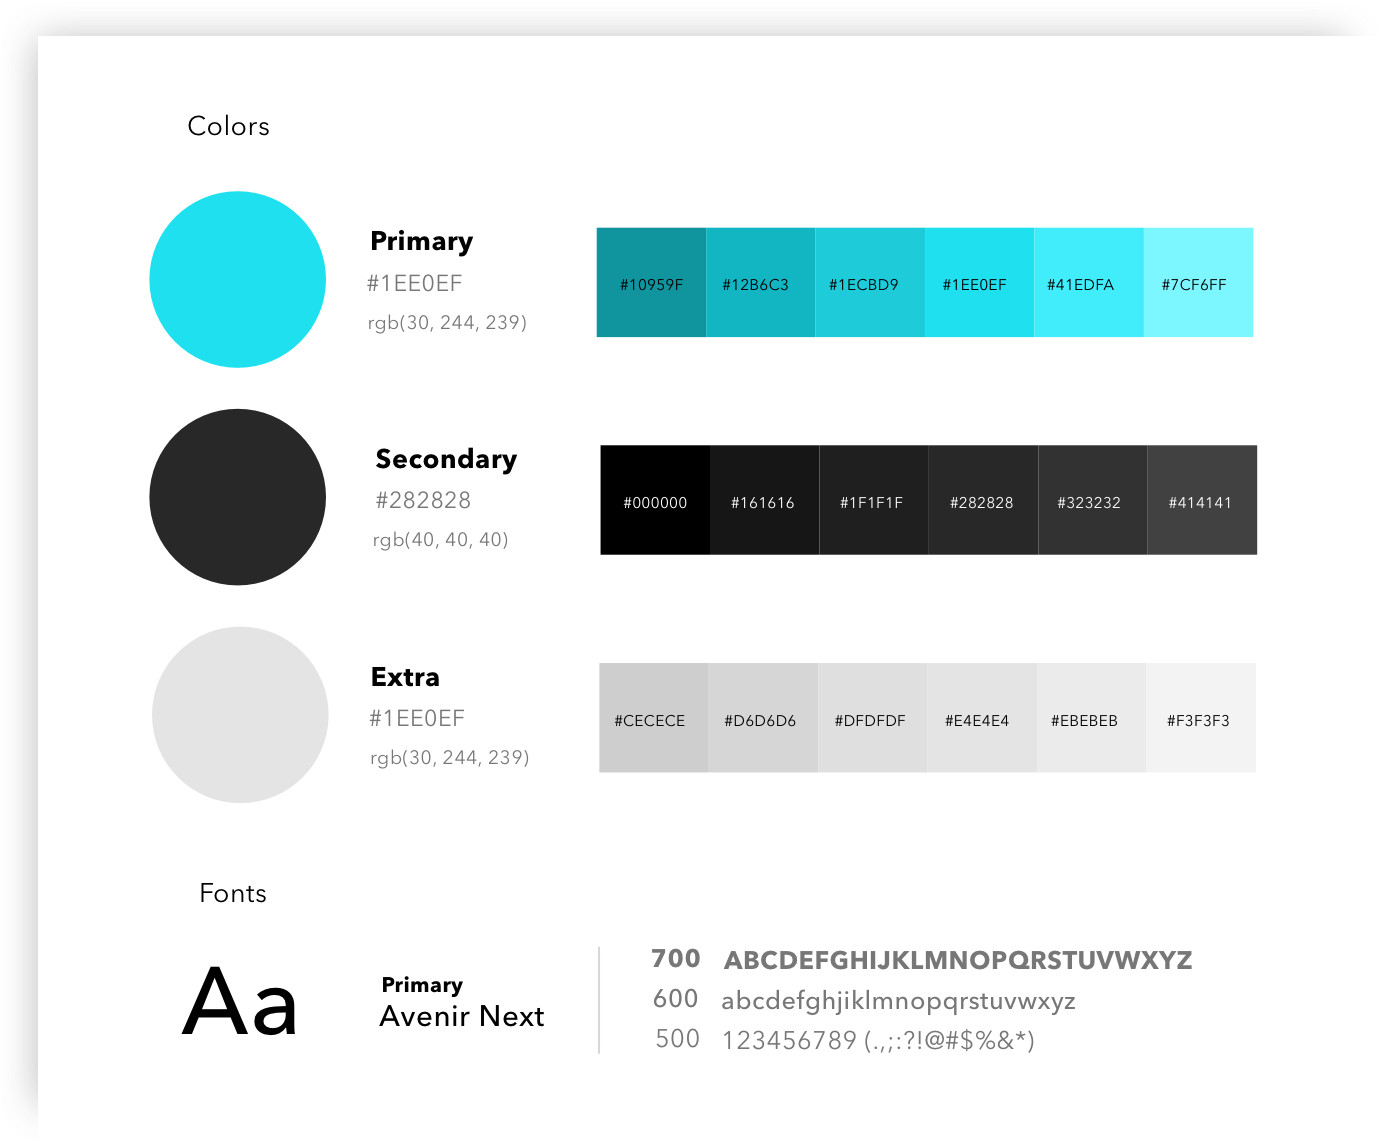 Colors
Primary
#1EE0EF
rgb(30, 244, 239)
#10959F #12B6C3 #1ECBD9 #1EE0EF #41EDFA #7CF6FF
Secondary
#282828
rgb(40, 40, 40)
#000000 #161616 #1F1F1F #282828 #323232 #414141
Extra
#1EE0EF
rgb(30, 244, 239)
#CECECE #D6D6D6 #DFDFDF #E4E4E4 #EBEBEB #F3F3F3
Fonts
Aa
Primary
Avenir Next
700 ABCDEFGHIJKLMNOPQRSTUVWXYZ
600 abcdefghjiklmnopqrstuvwxyz
500 123456789 (.,;:?!@#$%&*)